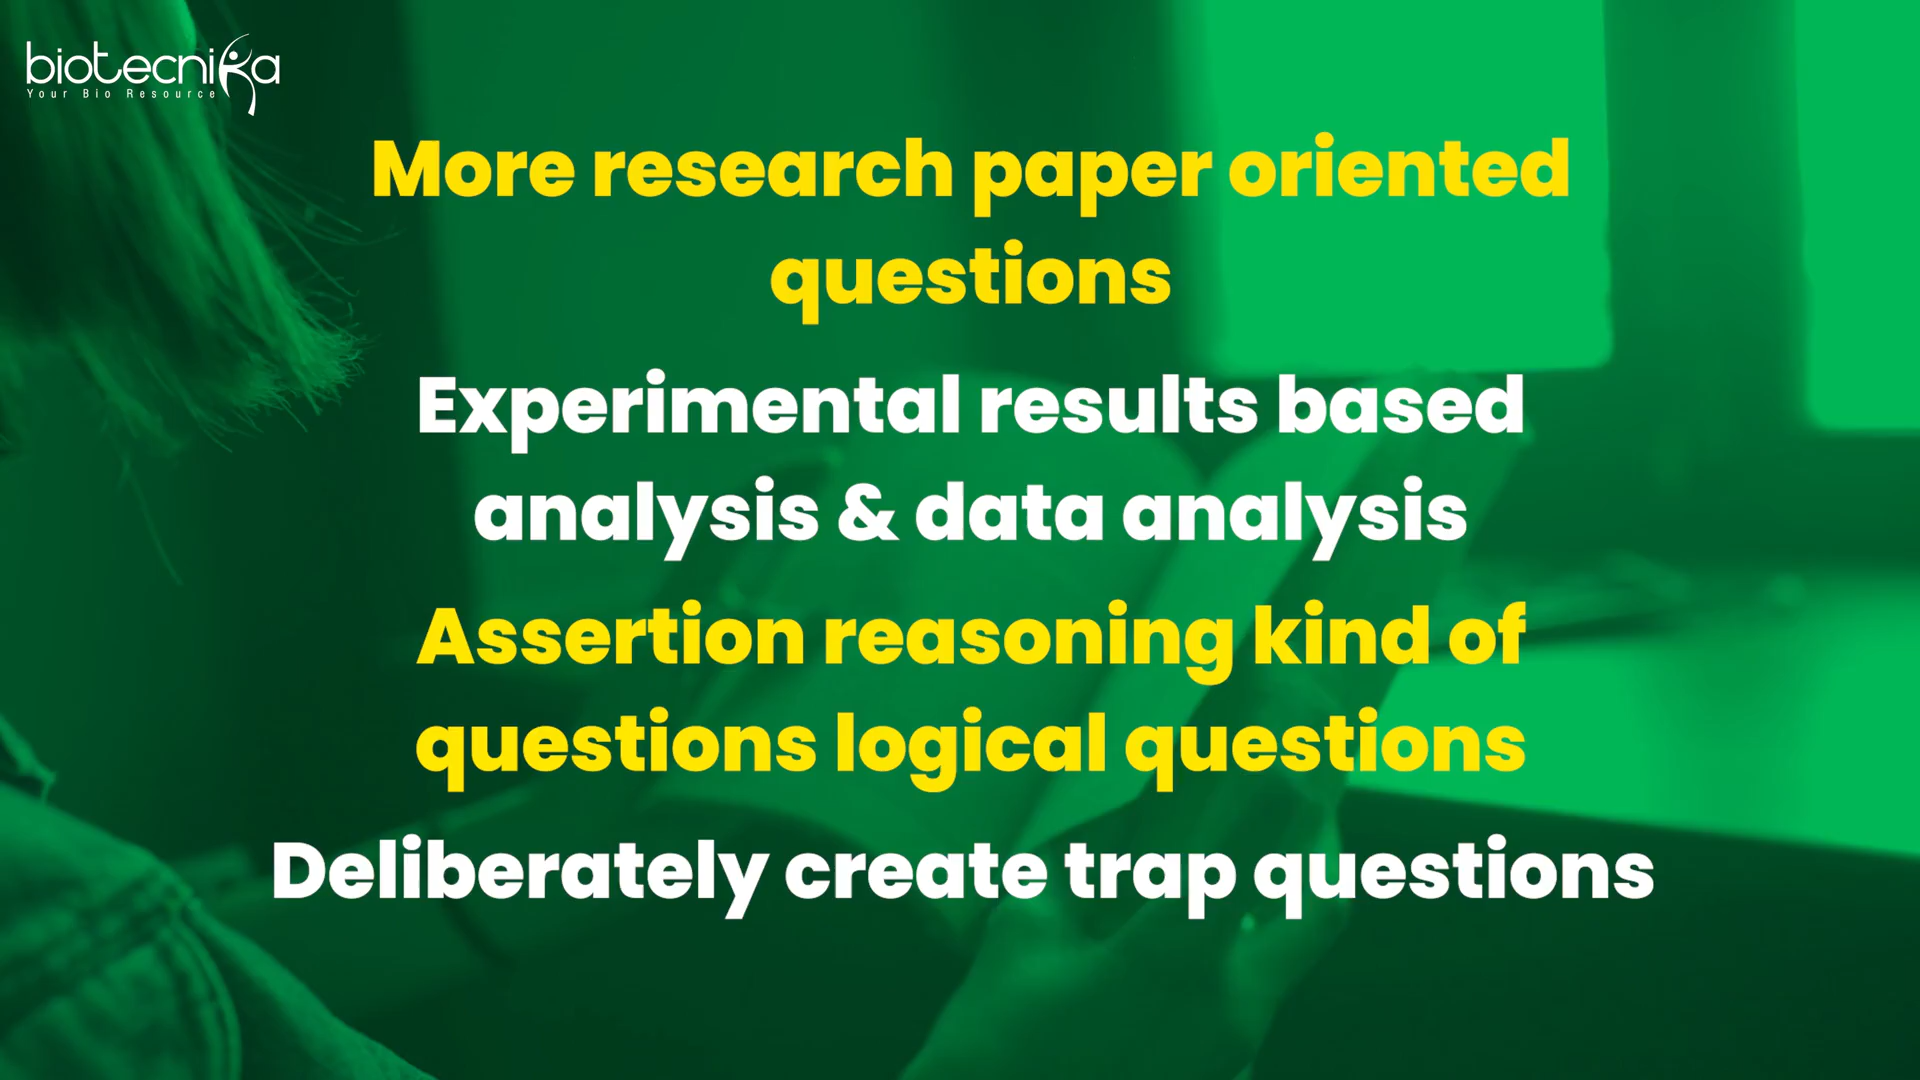 biotecnika
Your Bio Resource
More research paper oriented
questions
Experimental results based
analysis & data analysis
Assertion reasoning kind of
questions logical questions
Deliberately create trap questions